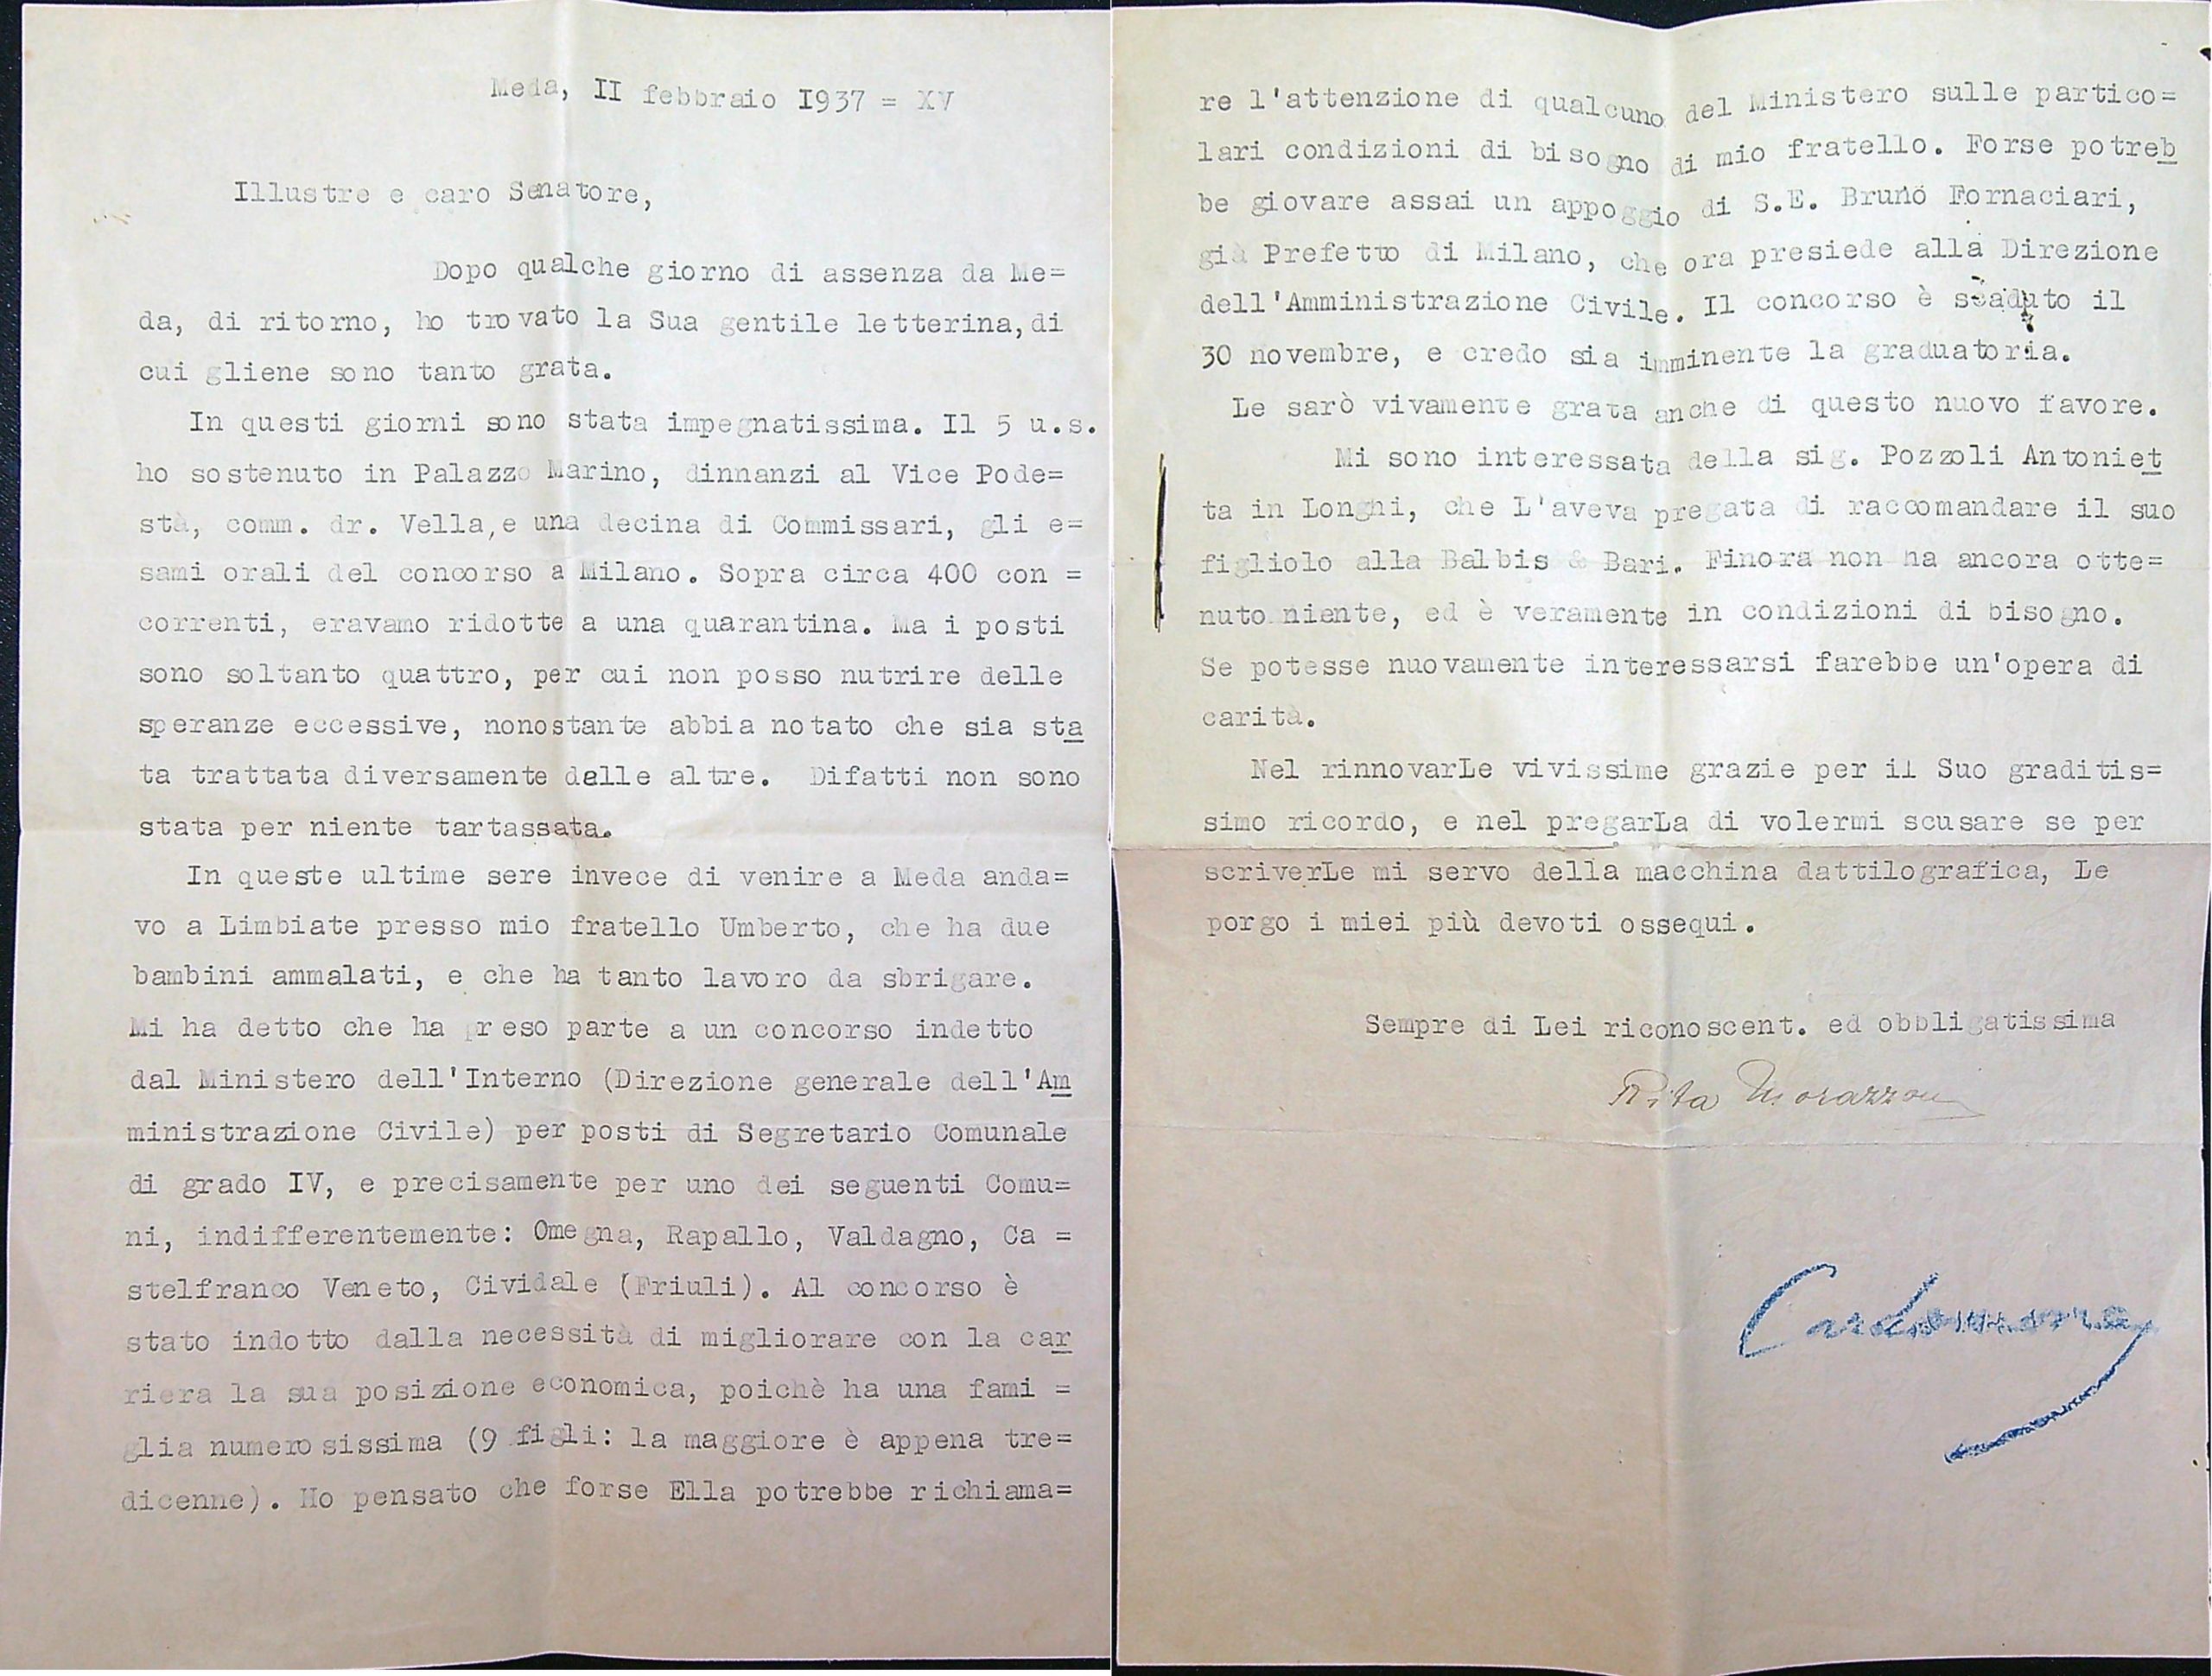 Meda, II febbraio I937 = XV
Illustre e caro Senatore,
Dopo qualche giorno di assenza da Me=
da, di ritorno, ho trovato la Sua gentile letterina,di
cui gliene sono tanto grata.
In questi giorni sono stata impegnatissima. Il 5 u.s.
ho sostenuto in Palazzo Marino, dinnanzi al Vice Pode=
stà, comm. dr. Vella,e una decina di Commissari, gli e=
sami orali del concorso a Milano. Sopra circa 400 con =
correnti, eravamo ridotte a una quarantina. Ma i posti
sono soltanto quattro, per cui non posso nutrire delle
speranze eccessive, nonostante abbia notato che sia sta
ta trattata diversamente dalle altre. Difatti non sono
stata per niente tartassata.
In queste ultime sere invece di venire a Meda anda=
vo a Limbiate presso mio fratello Umberto, che ha due
bambini ammalati, e che ha tanto lavoro da sbrigare.
Mi ha detto che ha preso parte a un concorso indetto
dal Ministero dell'Interno (Direzione generale dell'Am
ministrazione Civile) per posti di Segretario Comunale
di grado IV, e precisamente per uno dei seguenti Comu=
ni, indifferentemente: Omegna, Rapallo, Valdagno, Ca =
stelfranco Veneto, Cividale (Friuli). Al concorso è
stato indotto dalla necessità di migliorare con la car
riera la sua posizione economica, poichè ha una fami =
glia numerosissima (9 figli: la maggiore è appena tre=
dicenne). Ho pensato che forse Ella potrebbe richiama=
re l'attenzione di qualcuno del Ministero sulle partico=
lari condizioni di bisogno di mio fratello. Forse potreb
be giovare assai un appoggio di S.E. Bruno Fornaciari,
già Prefetto di Milano, che ora presiede alla Direzione
dell'Amministrazione Civile. Il concorso è scaduto il
30 novembre, e credo sia imminente la graduatoria.
Le sarò vivamente grata anche di questo nuovo favore.
Mi sono interessata della sig. Pozzoli Antoniet
ta in Longhi, che L'aveva pregata di raccomandare il suo
figliolo alla Balbis & Bari. Finora non ha ancora otte=
nuto niente, ed è veramente in condizioni di bisogno.
Se potesse nuovamente interessarsi farebbe un'opera di
carità.
Nel rinnovarLe vivissime grazie per il Suo graditis=
simo ricordo, e nel pregarLa di volermi scusare se per
scriverLe mi servo della macchina dattilografica, Le
porgo i miei più devoti ossequi.
Sempre di Lei riconoscent. ed obbligatissima
Rita Morazzoni